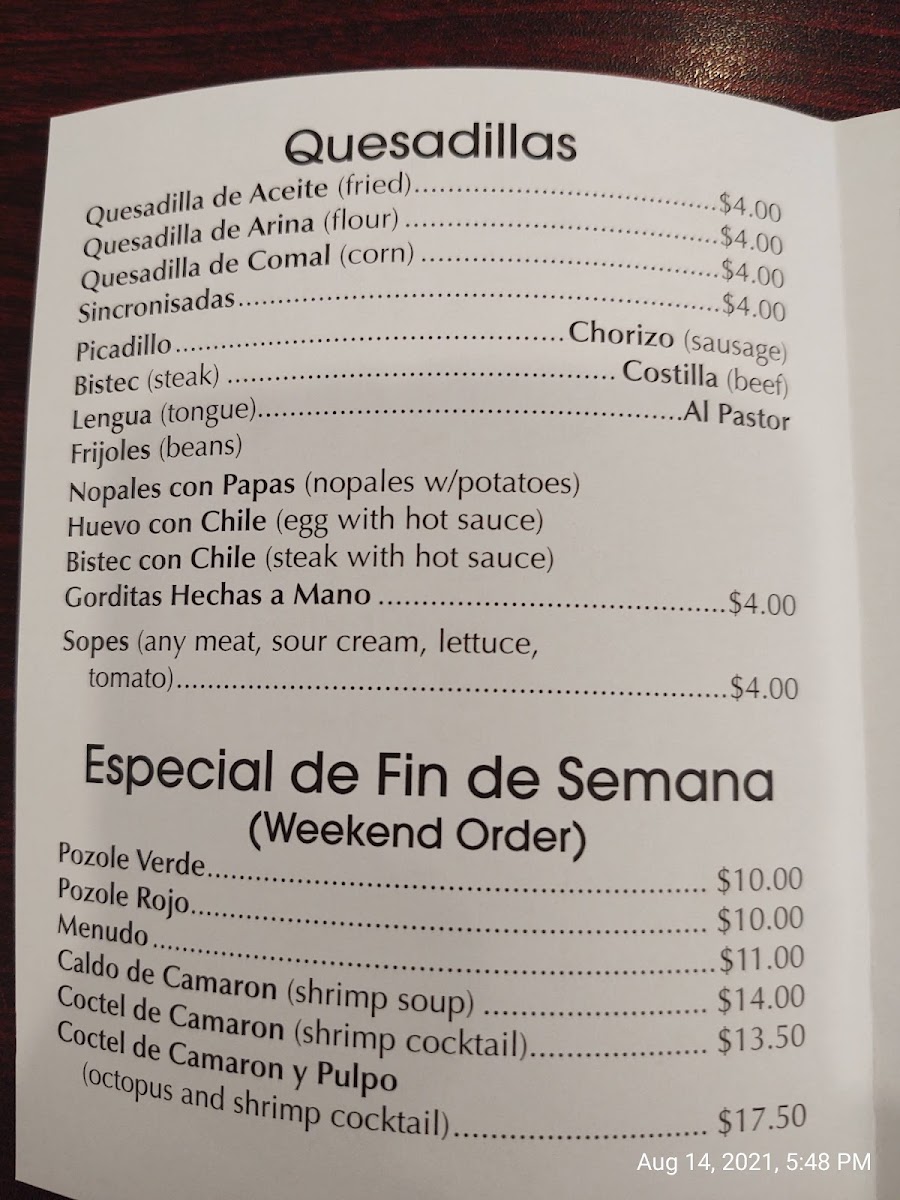 Quesadillas
Quesadilla de Aceite (fried)..............................................$4.00
Quesadilla de Arina (flour) ...............................................$4.00
Quesadilla de Comal (corn) .............................................$4.00
Sincronisadas....................................................................$4.00
Picadillo.......................................................Chorizo (sausage)
Bistec (steak) ..................................................... Costilla (beef)
Lengua (tongue)...........................................................Al Pastor
Frijoles (beans)
Nopales con Papas (nopales w/potatoes)
Huevo con Chile (egg with hot sauce)
Bistec con Chile (steak with hot sauce)
Gorditas Hechas a Mano ................................................$4.00
Sopes (any meat, sour cream, lettuce,
tomato)............................................................................$4.00
Especial de Fin de Semana
(Weekend Order)
Pozole Verde.................................................................... $10.00
Pozole Rojo...................................................................... $10.00
Menudo............................................................................$11.00
Caldo de Camaron (shrimp soup) .............................. $14.00
Coctel de Camaron (shrimp cocktail)........................ $13.50
Coctel de Camaron y Pulpo
(octopus and shrimp cocktail).................................. $17.50
Aug 14, 2021, 5:48 PM